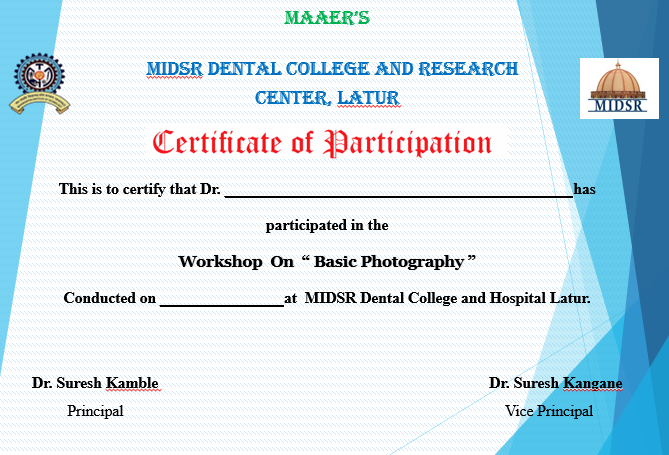 MAAER'S
MIDSR DENTAL COLLEGE AND RESEARCH
CENTER, LATUR
MIDSR
Certificate of Participation
This is to certify that Dr. ____________________ has
participated in the
Workshop On “ Basic Photography ”
Conducted on _______________at MIDSR Dental College and Hospital Latur.
Dr. Suresh Kamble
Dr. Suresh Kangane
Principal
Vice Principal